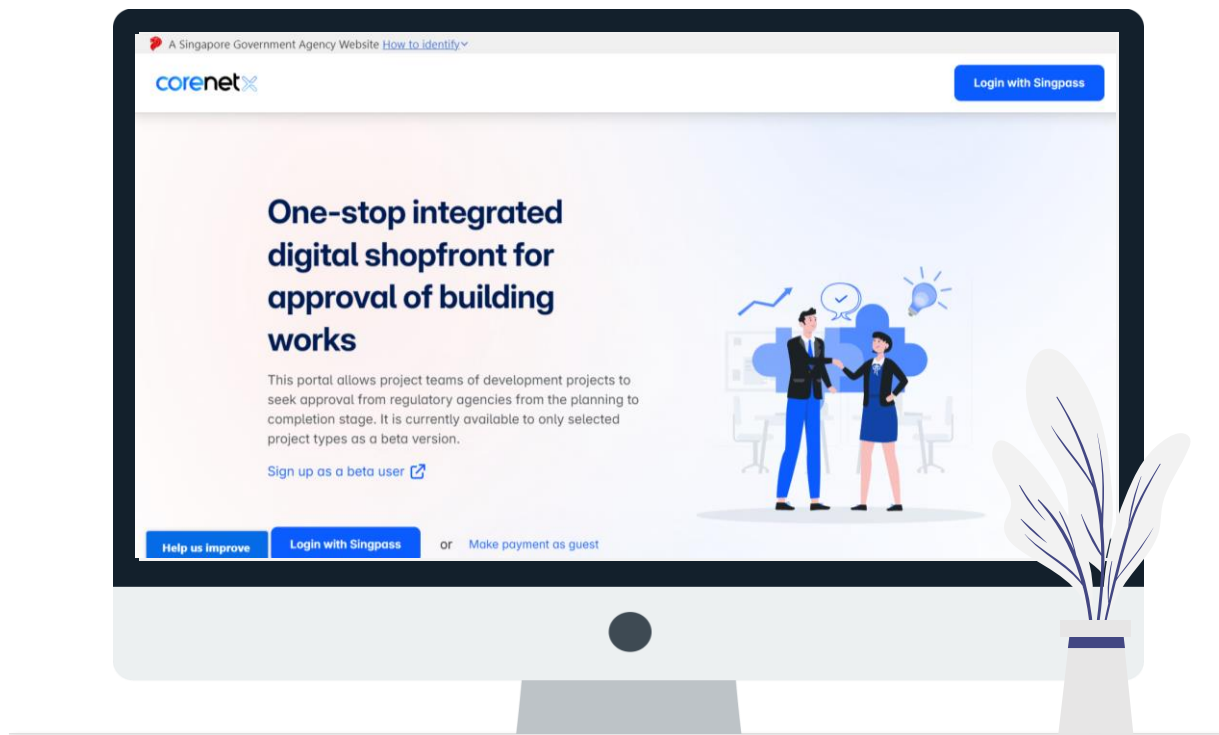 A Singapore Government Agency Website How to identify
corenetx
Login with Singpass
One-stop integrated
digital shopfront for
approval of building
works
This portal allows project teams of development projects to
seek approval from regulatory agencies from the planning to
completion stage. It is currently available to only selected
project types as a beta version.
Sign up as a beta user
Help us improve
Login with Singpass
or
Make payment as guest